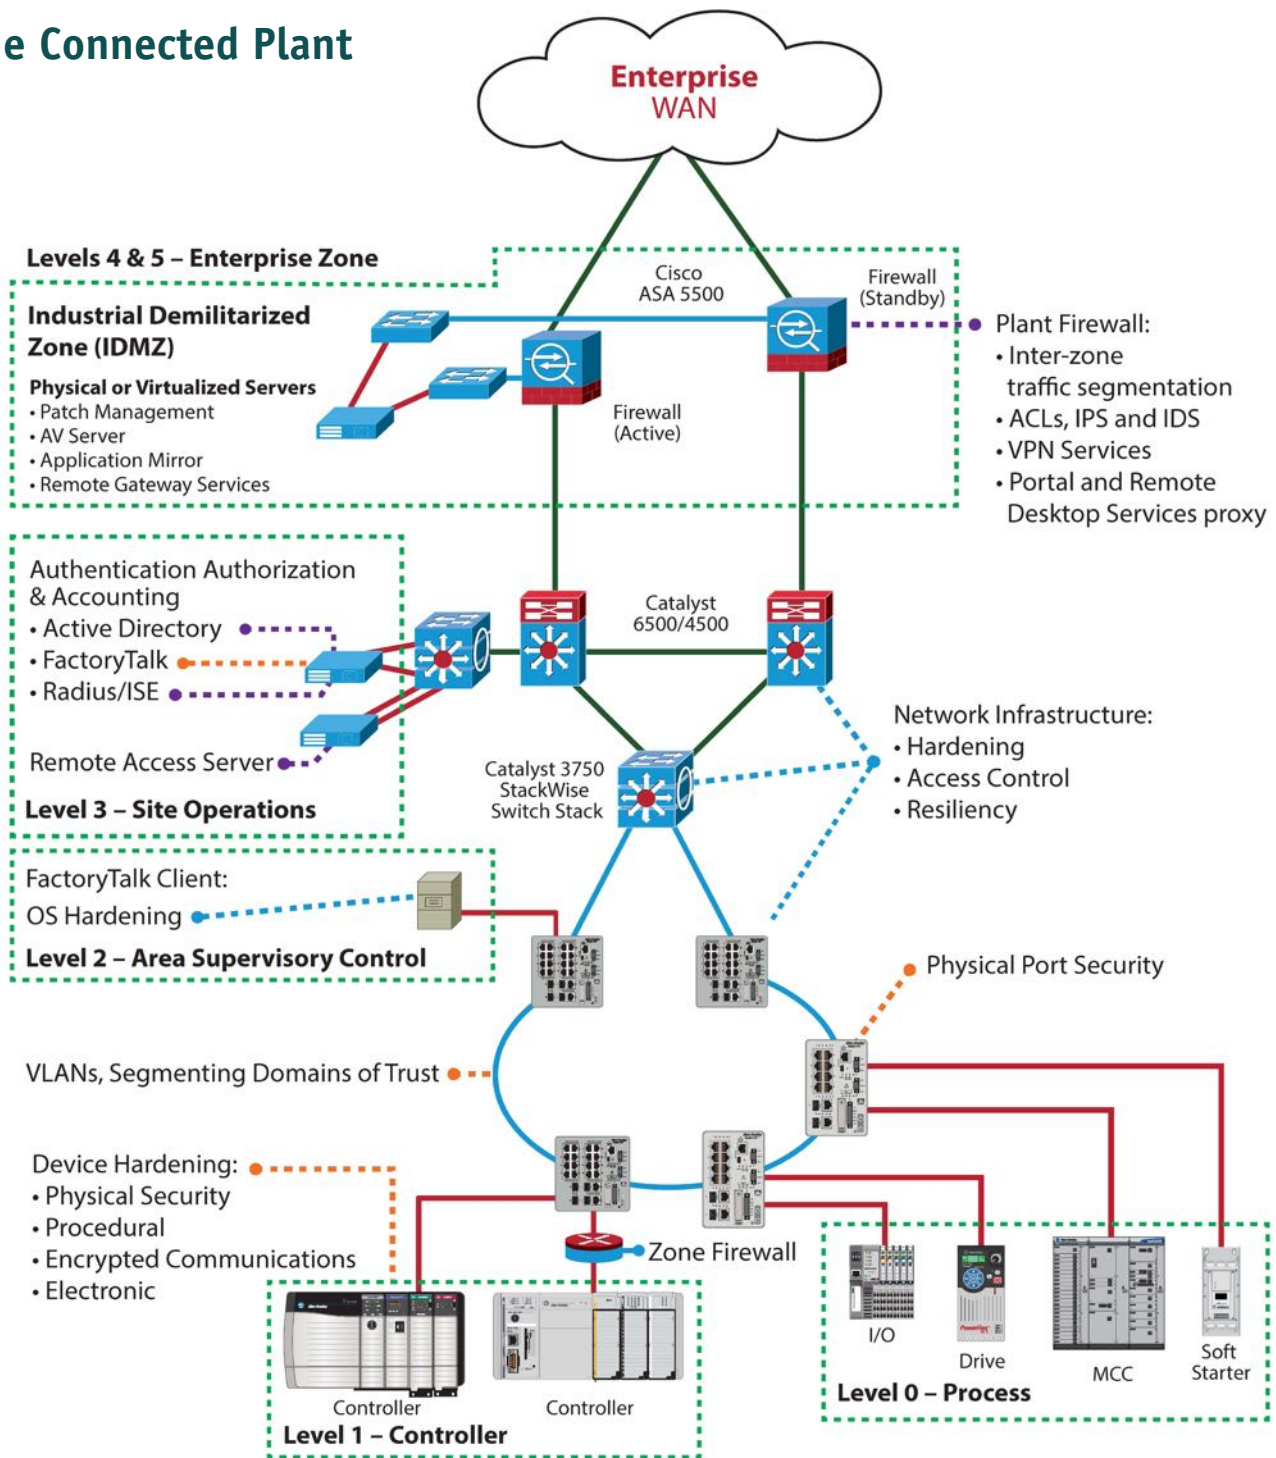 e Connected Plant
Enterprise
WAN
Levels 4 & 5 – Enterprise Zone
Cisco
ASA 5500
Firewall
(Standby)
Industrial Demilitarized
Zone (IDMZ)
Physical or Virtualized Servers
• Patch Management
• AV Server
• Application Mirror
• Remote Gateway Services
Firewall
(Active)
Plant Firewall:
• Inter-zone
traffic segmentation
• ACLs, IPS and IDS
• VPN Services
• Portal and Remote
Desktop Services proxy
Authentication Authorization
& Accounting
• Active Directory
• FactoryTalk
• Radius/ISE
Remote Access Server
Level 3 – Site Operations
Catalyst
6500/4500
Catalyst 3750
StackWise
Switch Stack
Network Infrastructure:
• Hardening
• Access Control
• Resiliency
FactoryTalk Client:
OS Hardening
Level 2 – Area Supervisory Control
Physical Port Security
VLANs, Segmenting Domains of Trust
Device Hardening:
• Physical Security
• Procedural
• Encrypted Communications
• Electronic
Zone Firewall
Controller
Controller
Level 1 – Controller
I/O
Drive
MCC
Soft
Starter
Level 0 – Process